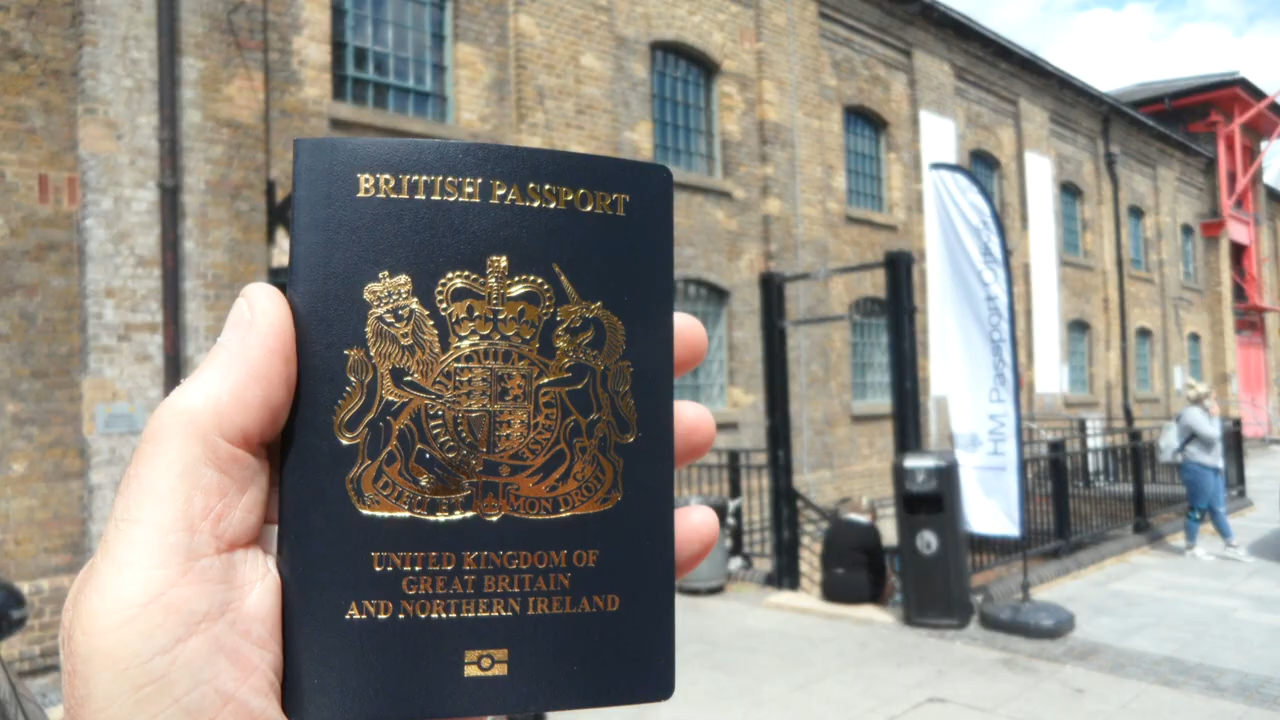 BRITISH PASSPORT
DIEU ET MON DROIT
UNITED KINGDOM OF
GREAT BRITAIN
AND NORTHERN IRELAND
HM Passport Office